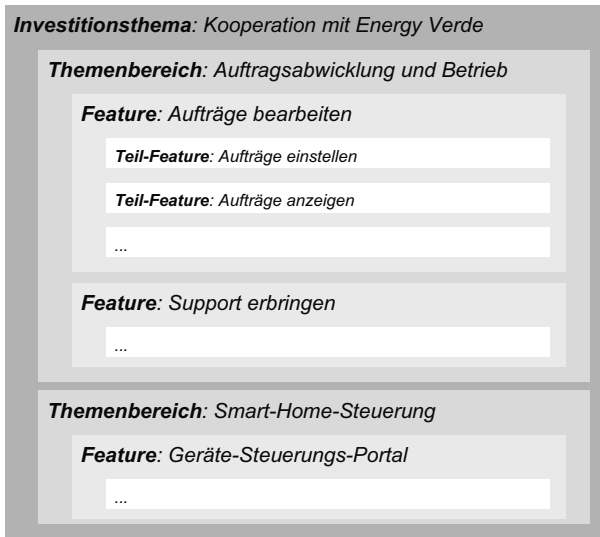 Investitionsthema: Kooperation mit Energy Verde
Themenbereich: Auftragsabwicklung und Betrieb
Feature: Aufträge bearbeiten
Teil-Feature: Aufträge einstellen
Teil-Feature: Aufträge anzeigen
...
Feature: Support erbringen
...
Themenbereich: Smart-Home-Steuerung
Feature: Geräte-Steuerungs-Portal
...